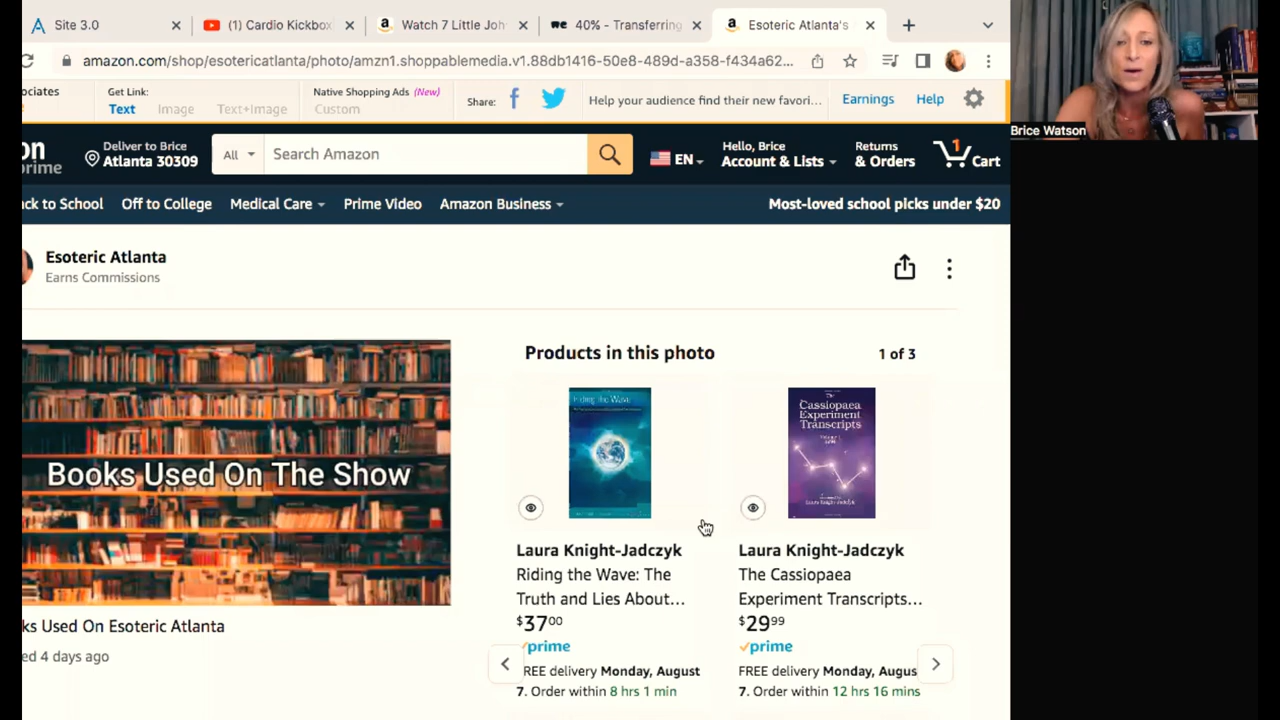 Site 3.0
(1) Cardio Kickbox
Watch 7 Little Joh
we 40% - Transferring
Esoteric Atlanta's
amazon.com/shop/esotericatlanta/photo/amzn1.shoppablemedia.v1.88db1416-50e8-489d-a358-f434a62...
Brice Watson
ociates
Get Link:
Text Image Text+Image
Native Shopping Ads (New)
Custom
Share:
Help your audience find their new favori...
Earnings
Help
on
prime
Deliver to Brice
Atlanta 30309
All
Search Amazon
EN
Hello, Brice
Account & Lists
Returns
& Orders
1
Cart
ck to School Off to College Medical Care Prime Video Amazon Business
Most-loved school picks under $20
Esoteric Atlanta
Earns Commissions
Books Used On The Show
ks Used On Esoteric Atlanta
ed 4 days ago
Products in this photo
1 of 3
Riding the Wave
The
Cassiopaea
Experiment
Transcripts
Laura Knight-Jadczyk
Riding the Wave: The
Truth and Lies About...
$3700
prime
FREE delivery Monday, August
7. Order within 8 hrs 1 min
Laura Knight-Jadczyk
The Cassiopaea
Experiment Transcripts...
$2999
prime
FREE delivery Monday, Augus
7. Order within 12 hrs 16 mins